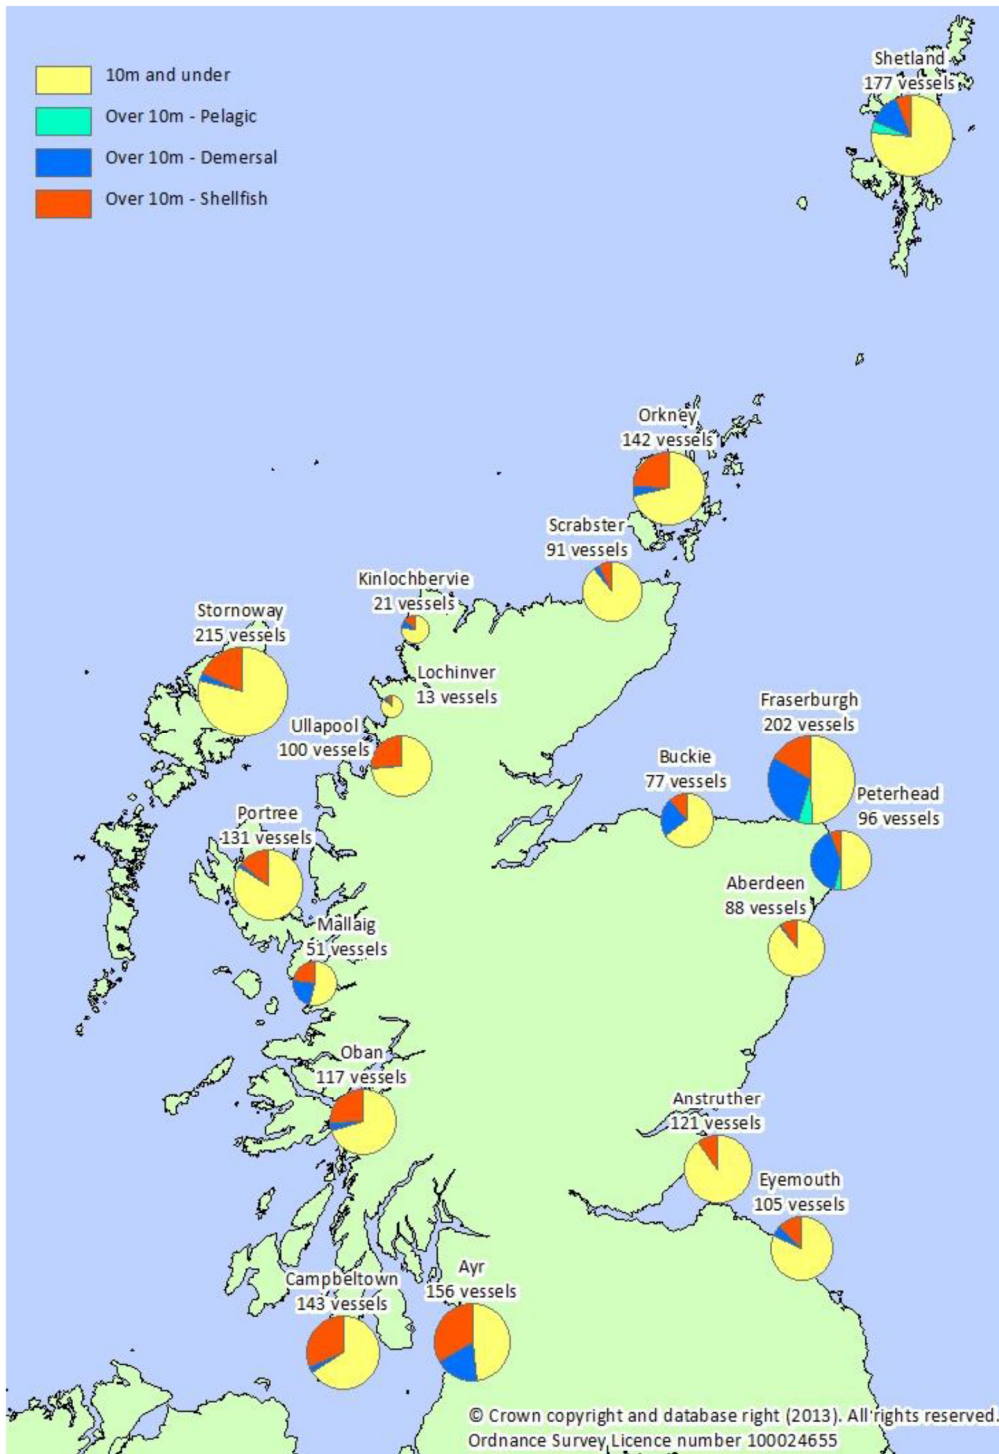 10m and under
Over 10m - Pelagic
Over 10m - Demersal
Over 10m - Shellfish
Shetland
177 vessels
Orkney
142 vessels
Scrabster
91 vessels
Kinlochbervie
21 vessels
Stornoway
215 vessels
Lochinver
13 vessels
Ullapool
100 vessels
Fraserburgh
202 vessels
Buckie
77 vessels
Peterhead
96 vessels
Portree
131 vessels
Aberdeen
88 vessels
Mallaig
51 vessels
Oban
117 vessels
Anstruther
121 vessels
Eyemouth
105 vessels
Campbeltown
143 vessels
Ayr
156 vessels
© Crown copyright and database right (2013). All rights reserved.
Ordnance Survey Licence number 100024655